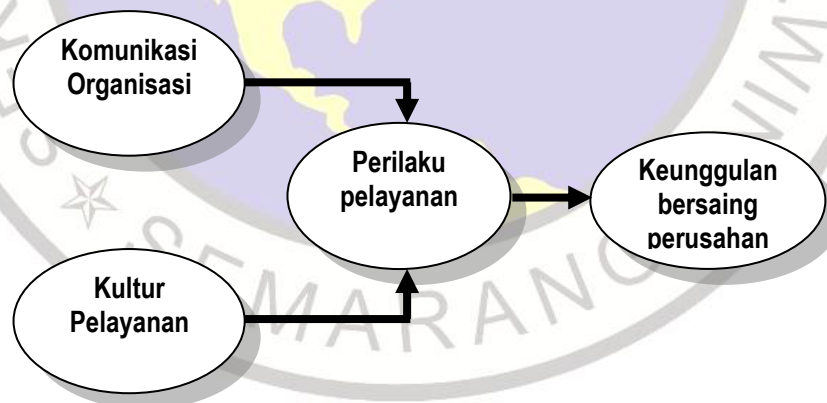 Komunikasi
Organisasi
Perilaku
pelayanan
Keunggulan
bersaing
perusahan
Kultur
Pelayanan
SEMARANG